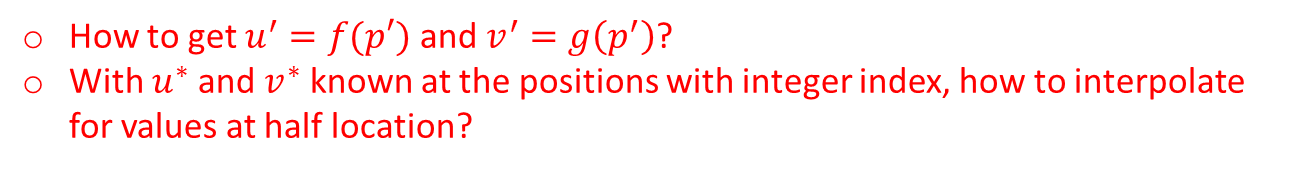 ○ How to get u′ = f(p′) and v′ = g(p′)?
○ With u* and v* known at the positions with integer index, how to interpolate
for values at half location?